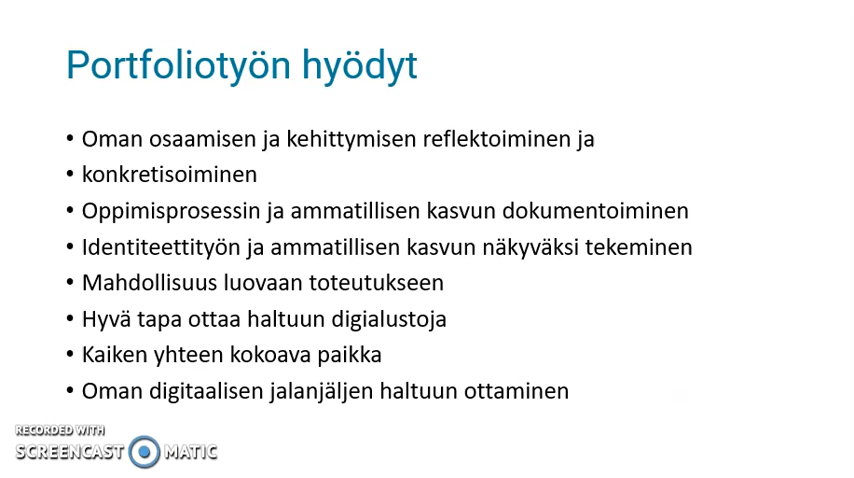 Portfoliotyön hyödyt
• Oman osaamisen ja kehittymisen reflektoiminen ja
• konkretisoiminen
• Oppimisprosessin ja ammatillisen kasvun dokumentoiminen
• Identiteettityön ja ammatillisen kasvun näkyväksi tekeminen
• Mahdollisuus luovaan toteutukseen
• Hyvä tapa ottaa haltuun digialustoja
• Kaiken yhteen kokoava paikka
• Oman digitaalisen jalanjäljen haltuun ottaminen
RECORDED WITH
SCREENCAST MATIC